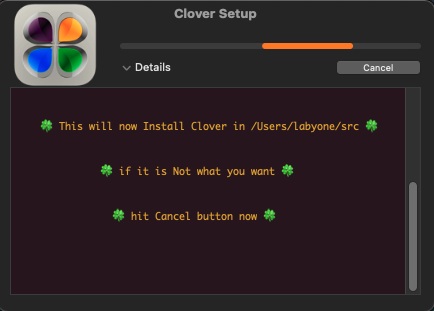 Clover Setup
Details
Cancel
🍀 This will now Install Clover in /Users/labyone/src 🍀
🍀 if it is Not what you want 🍀
🍀 hit Cancel button now 🍀